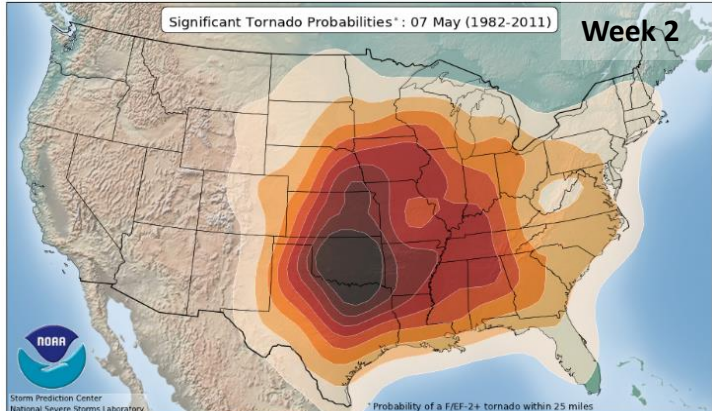 Significant Tornado Probabilities*: 07 May (1982-2011)
Week 2
NOAA
Storm Prediction Center
National Severe Storms Laboratory
*Probability of a F/EF-2+ tornado within 25 miles